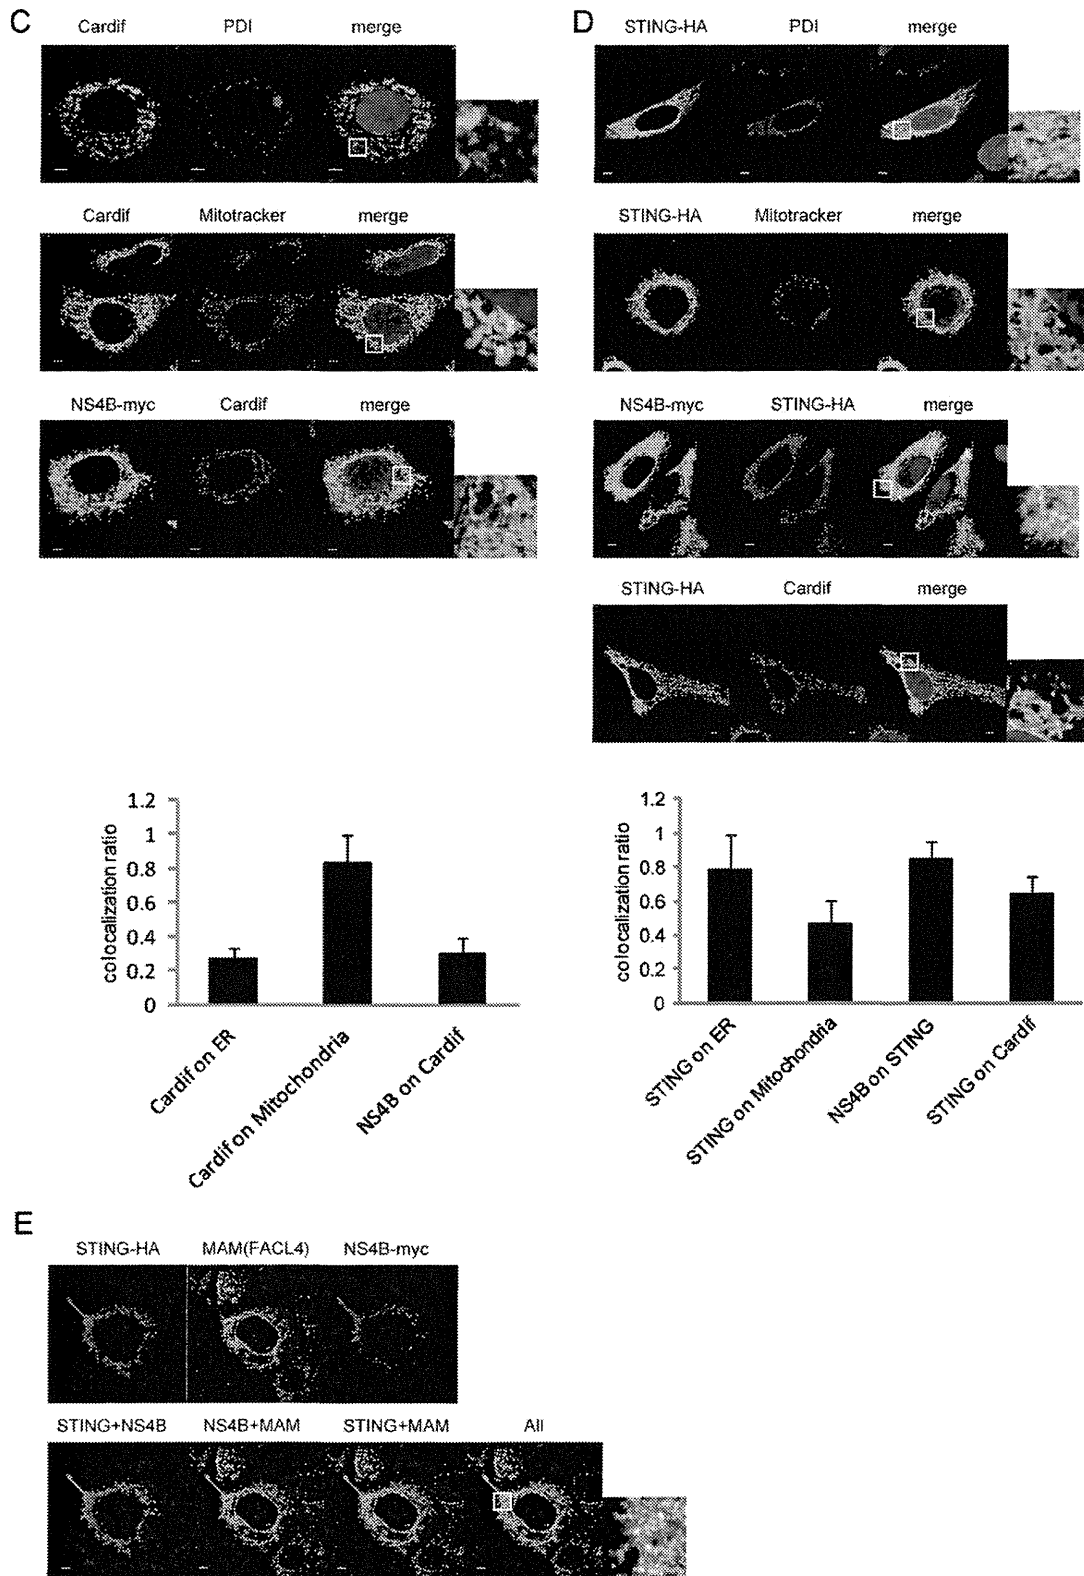 C
Cardif PDI merge
Cardif Mitotracker merge
NS4B-myc Cardif merge
colocalization ratio
1.2
1
0.8
0.6
0.4
0.2
0
Cardif on ER
Cardif on Mitochondria
NS4B on Cardif
D
STING-HA PDI merge
STING-HA Mitotracker merge
NS4B-myc STING-HA merge
STING-HA Cardif merge
colocalization ratio
1.2
1
0.8
0.6
0.4
0.2
0
STING on ER
STING on Mitochondria
NS4B on STING
STING on Cardif
E
STING-HA MAM(FACL4) NS4B-myc
STING+NS4B NS4B+MAM STING+MAM All